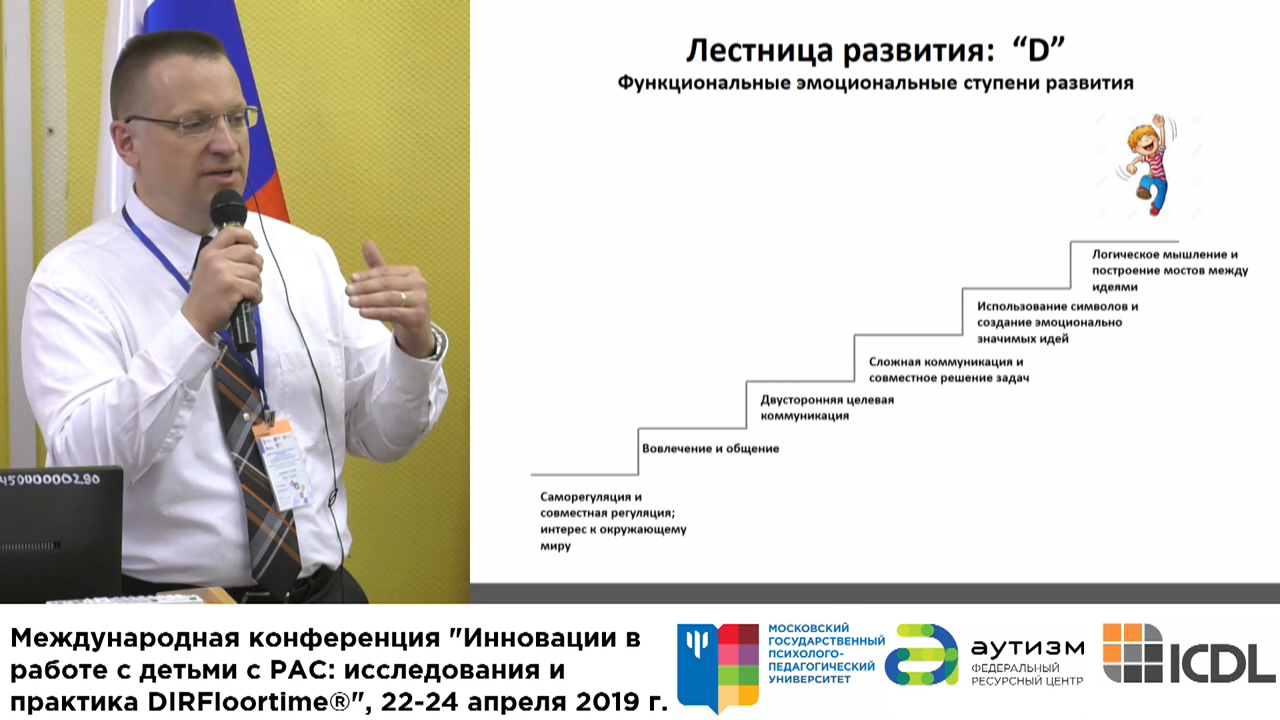 Лестница развития: “D”
Функциональные эмоциональные ступени развития
Логическое мышление и
построение мостов между
идеями
Использование символов и
создание эмоционально
значимых идей
Сложная коммуникация и
совместное решение задач
Двусторонняя целевая
коммуникация
Вовлечение и общение
Саморегуляция и
совместная регуляция;
интерес к окружающему
миру
45000000290
Международная конференция "Инновации в
работе с детьми с РАС: исследования и
практика DIRFloortime®", 22-24 апреля 2019 г.
МОСКОВСКИЙ
ГОСУДАРСТВЕННЫЙ
ПСИХОЛОГО-
ПЕДАГОГИЧЕСКИЙ
УНИВЕРСИТЕТ
аутизм
ФЕДЕРАЛЬНЫЙ
РЕСУРСНЫЙ ЦЕНТР
ICDL